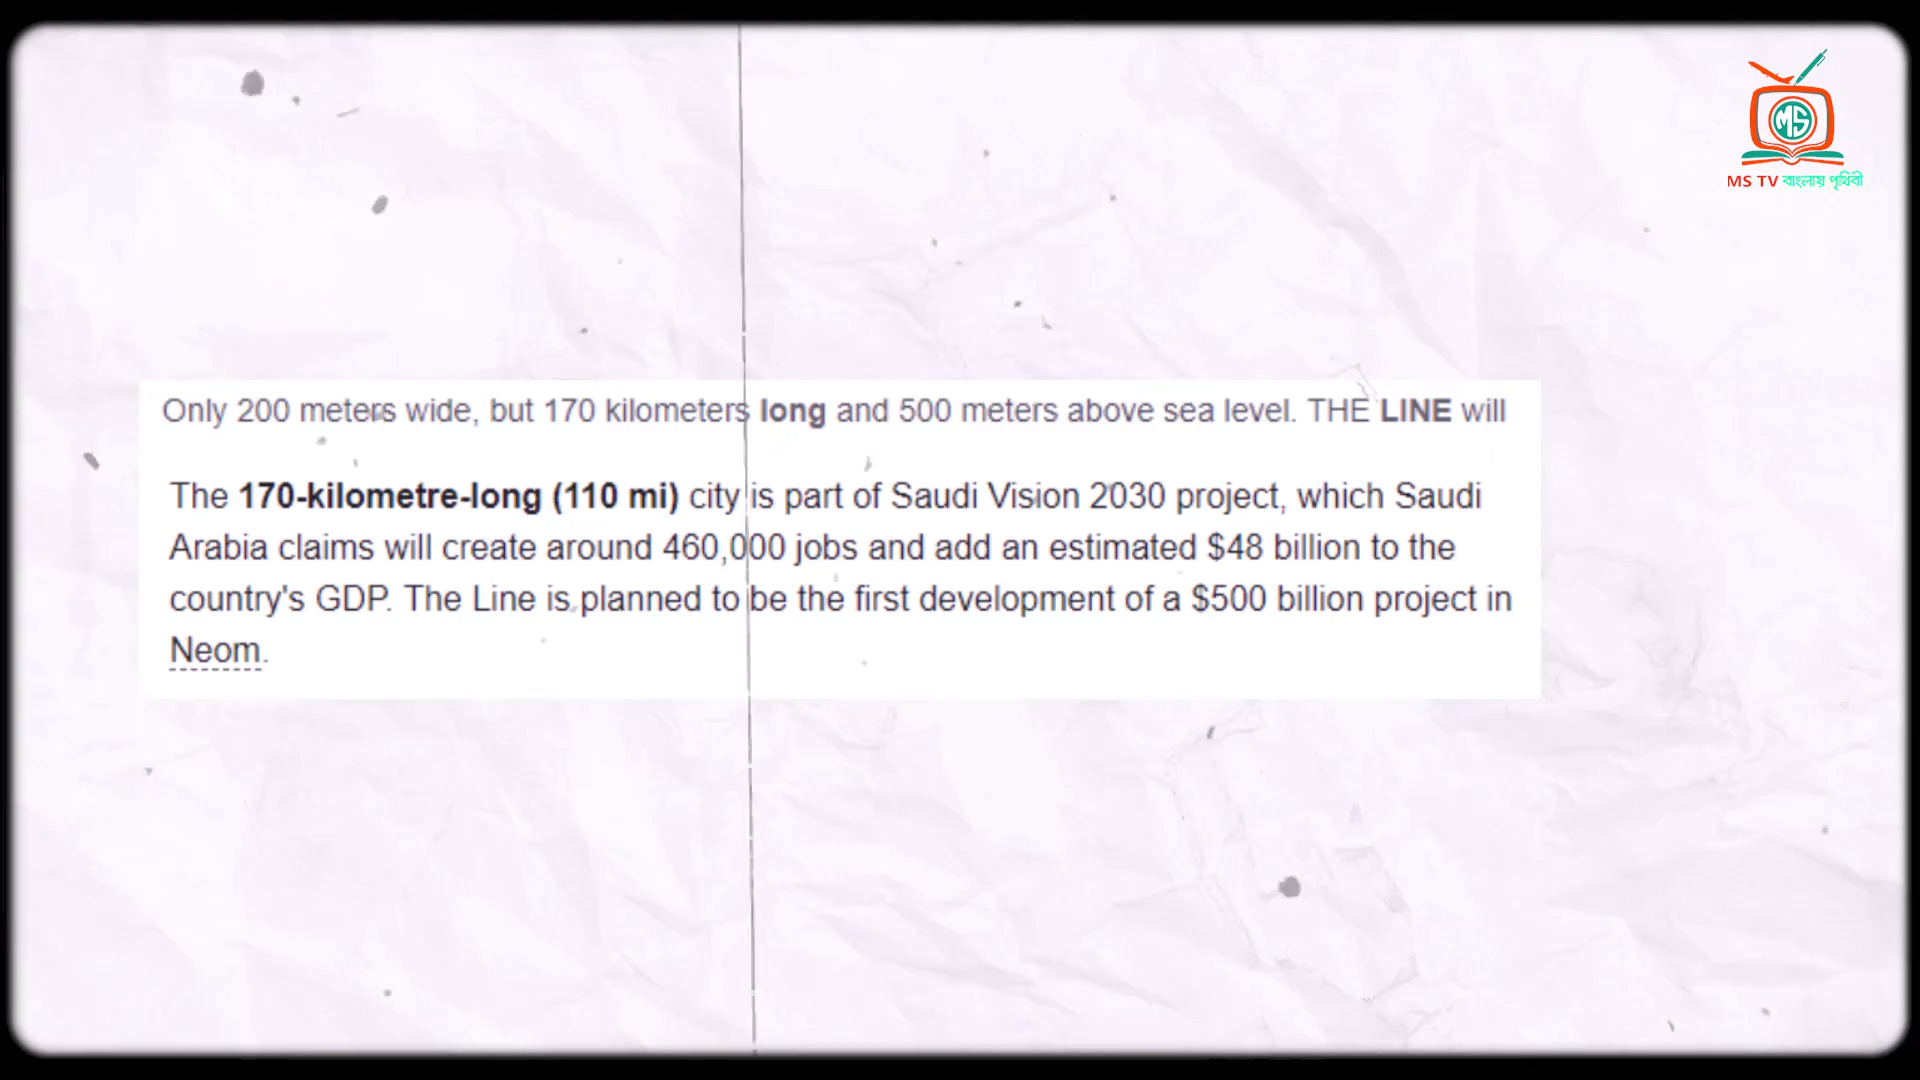 MS
MS TV বাংলায় পৃথিবী
Only 200 meters wide, but 170 kilometers long and 500 meters above sea level. THE LINE will
The 170-kilometre-long (110 mi) city is part of Saudi Vision 2030 project, which Saudi
Arabia claims will create around 460,000 jobs and add an estimated $48 billion to the
country's GDP. The Line is planned to be the first development of a $500 billion project in
Neom.